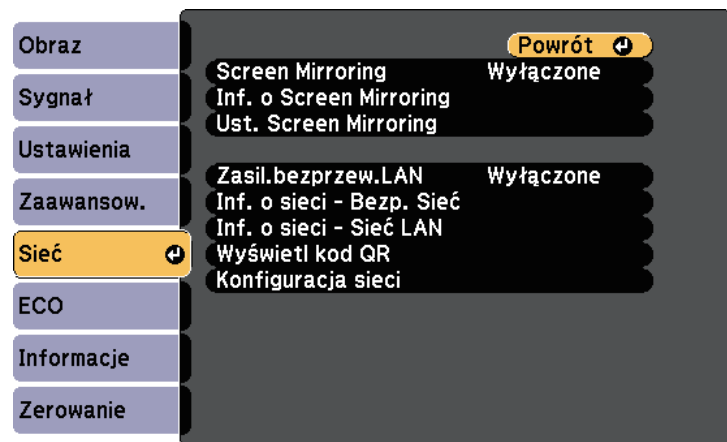 Obraz
Sygnał
Ustawienia
Zaawansow.
Sieć
ECO
Informacje
Zerowanie
Powrót
Screen Mirroring Wyłączone
Inf. o Screen Mirroring
Ust. Screen Mirroring
Zasil.bezprzew.LAN Wyłączone
Inf. o sieci - Bezp. Sieć
Inf. o sieci - Sieć LAN
Wyświetl kod QR
Konfiguracja sieci